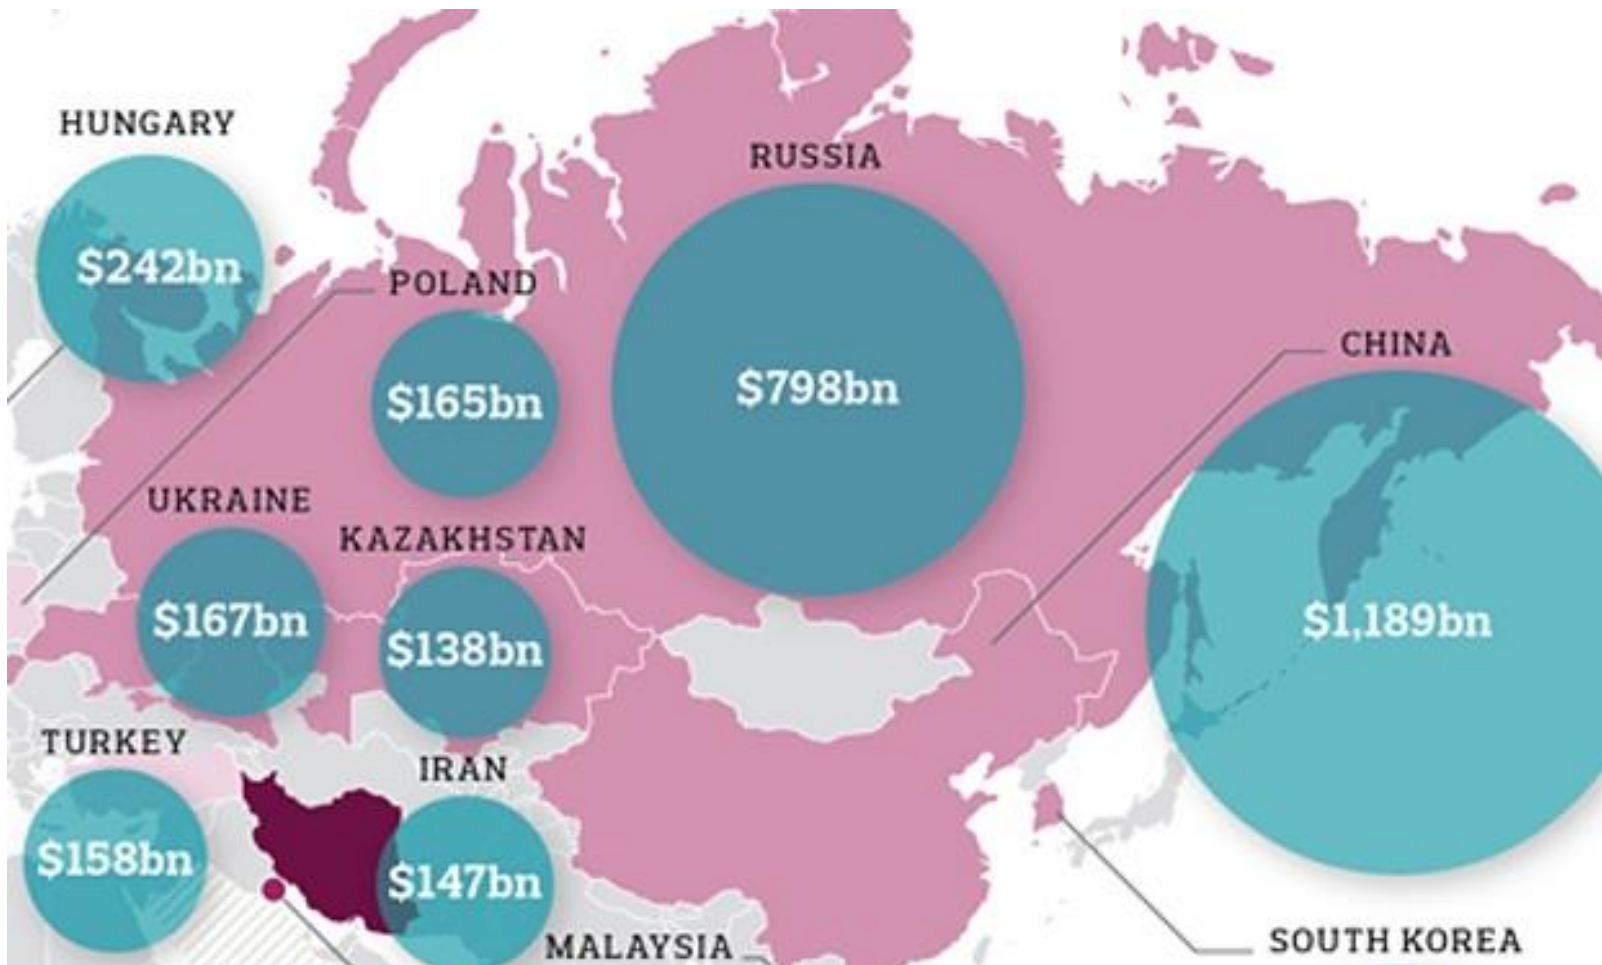 HUNGARY
$242bn
RUSSIA
$798bn
POLAND
$165bn
CHINA
$1,189bn
UKRAINE
$167bn
KAZAKHSTAN
$138bn
TURKEY
$158bn
IRAN
$147bn
MALAYSIA
SOUTH KOREA